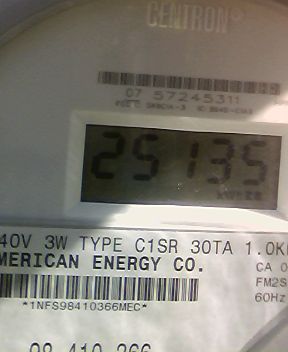 CENTRON®
07 57245311
25135
40V 3W TYPE C1SR 30TA 1.0K
MERICAN ENERGY CO.
CA 0
FM2S
60Hz
*1NFS98410366MEC*
98 410 366